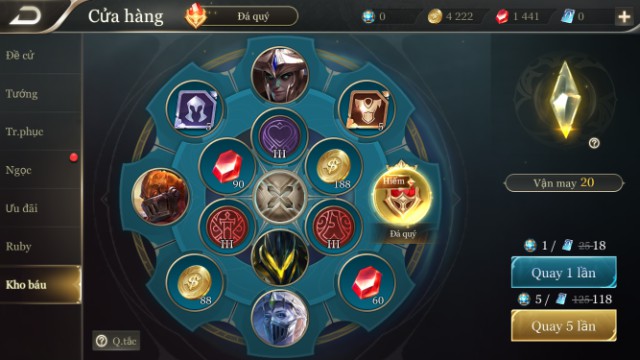 Cửa hàng
Đá quý
0
4 222
1 441
0
Đề cử
Tướng
Tr.phục
Ngọc
Ưu đãi
Ruby
Kho báu
5
5
III
90
188
Hiếm
Đá quý
III
III
88
60
Q.tắc
Vận may 20
1 / 25 18
Quay 1 lần
5 / 125 118
Quay 5 lần